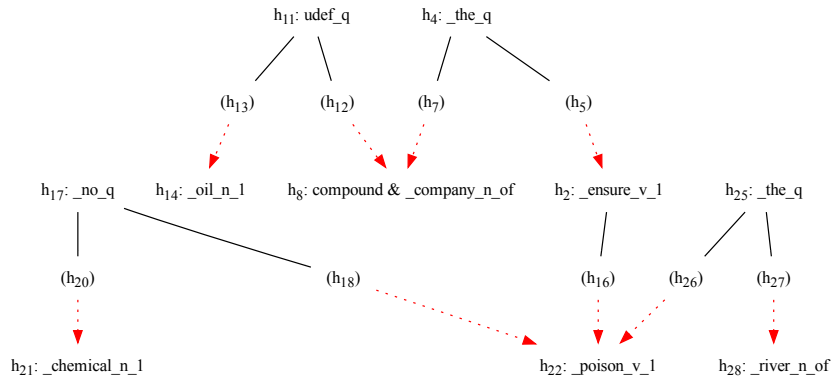 h11: udef_q h4: _the_q
(h13) (h12) (h7) (h5)
h17: _no_q h14: _oil_n_1 h8: compound & _company_n_of h2: _ensure_v_1 h25: _the_q
(h20) (h18) (h16) (h26) (h27)
h21: _chemical_n_1 h22: _poison_v_1 h28: _river_n_of